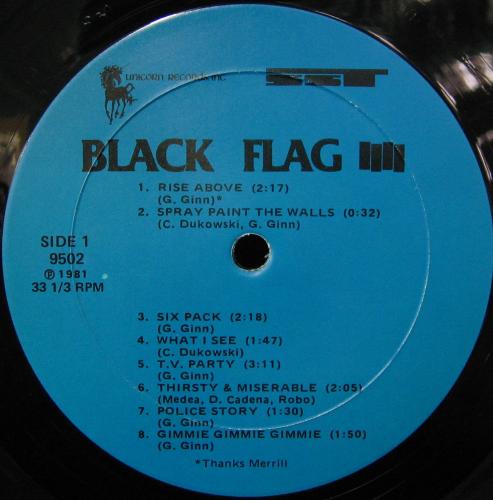 UNICORN RECORDS, INC. SST
BLACK FLAG
1. RISE ABOVE (2:17)
(G. Ginn)*
2. SPRAY PAINT THE WALLS (0:32)
(C. Dukowski, G. Ginn)
SIDE 1
9502
℗ 1981
33 1/3 RPM
3. SIX PACK (2:18)
(G. Ginn)
4. WHAT I SEE (1:47)
(C. Dukowski)
5. T.V. PARTY (3:11)
(G. Ginn)
6. THIRSTY & MISERABLE (2:05)
(Medea, D. Cadena, Robo)
7. POLICE STORY (1:30)
(G. Ginn)
8. GIMMIE GIMMIE GIMMIE (1:50)
(G. Ginn)
*Thanks Merrill